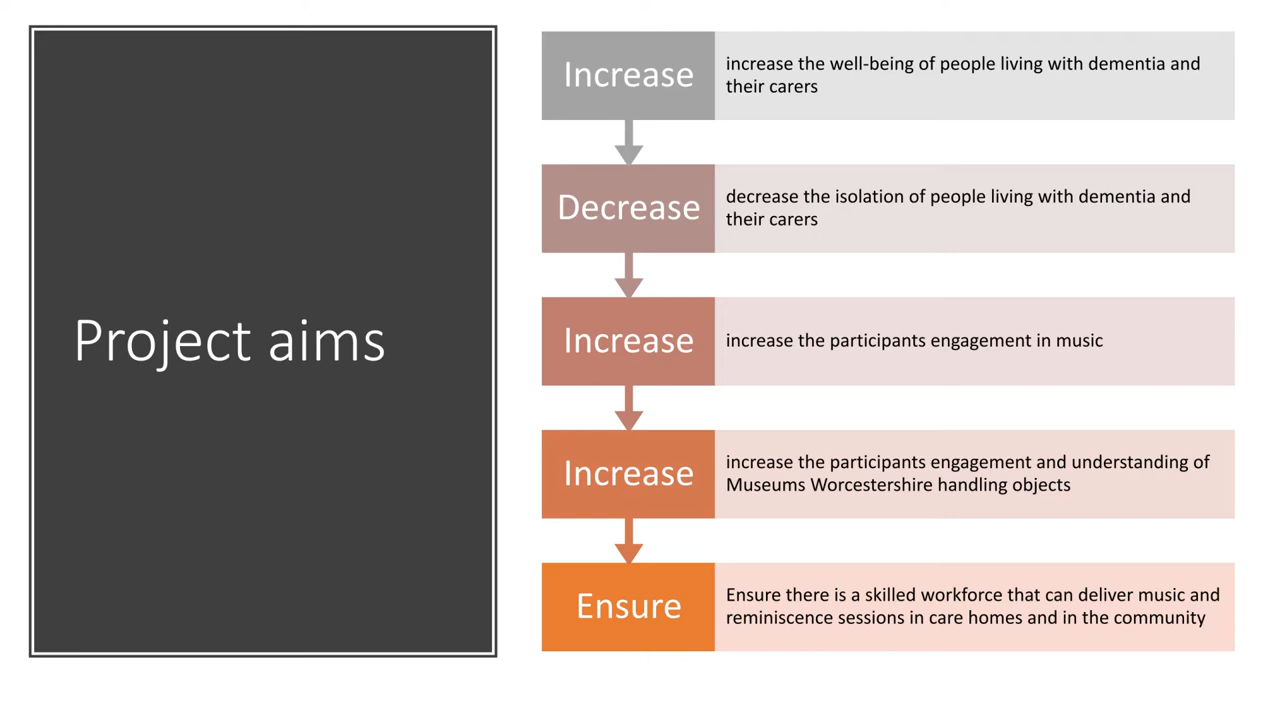 Project aims
Increase
increase the well-being of people living with dementia and
their carers
Decrease
decrease the isolation of people living with dementia and
their carers
Increase
increase the participants engagement in music
Increase
increase the participants engagement and understanding of
Museums Worcestershire handling objects
Ensure
Ensure there is a skilled workforce that can deliver music and
reminiscence sessions in care homes and in the community